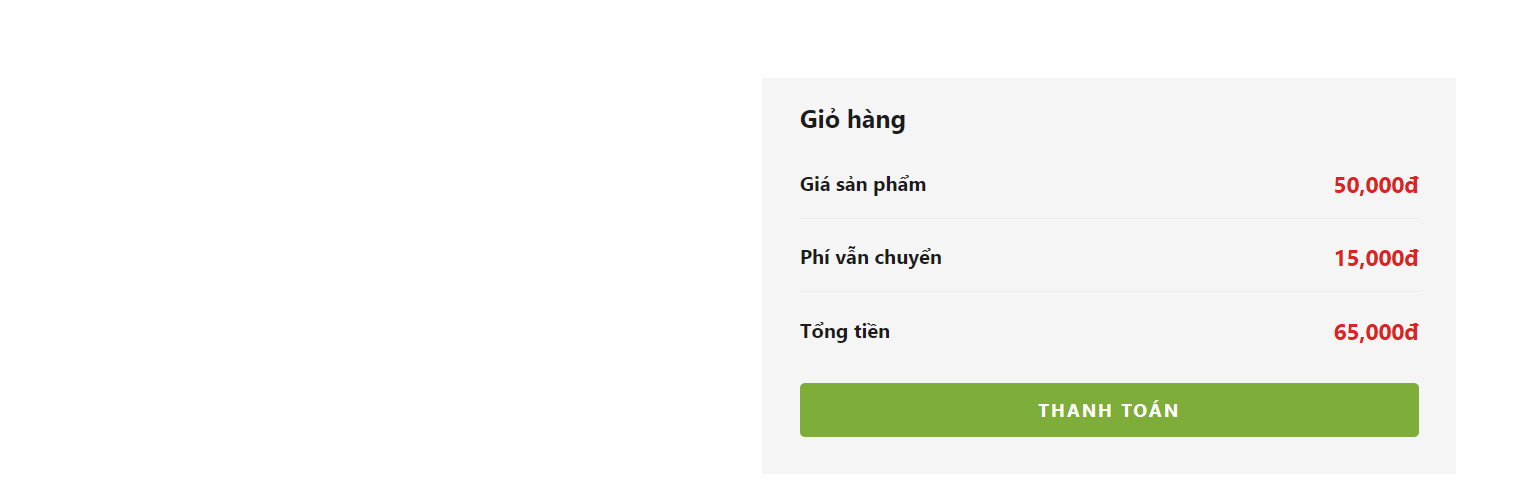 Giỏ hàng
Giá sản phẩm 50,000đ
Phí vẫn chuyển 15,000đ
Tổng tiền 65,000đ
THANH TOÁN